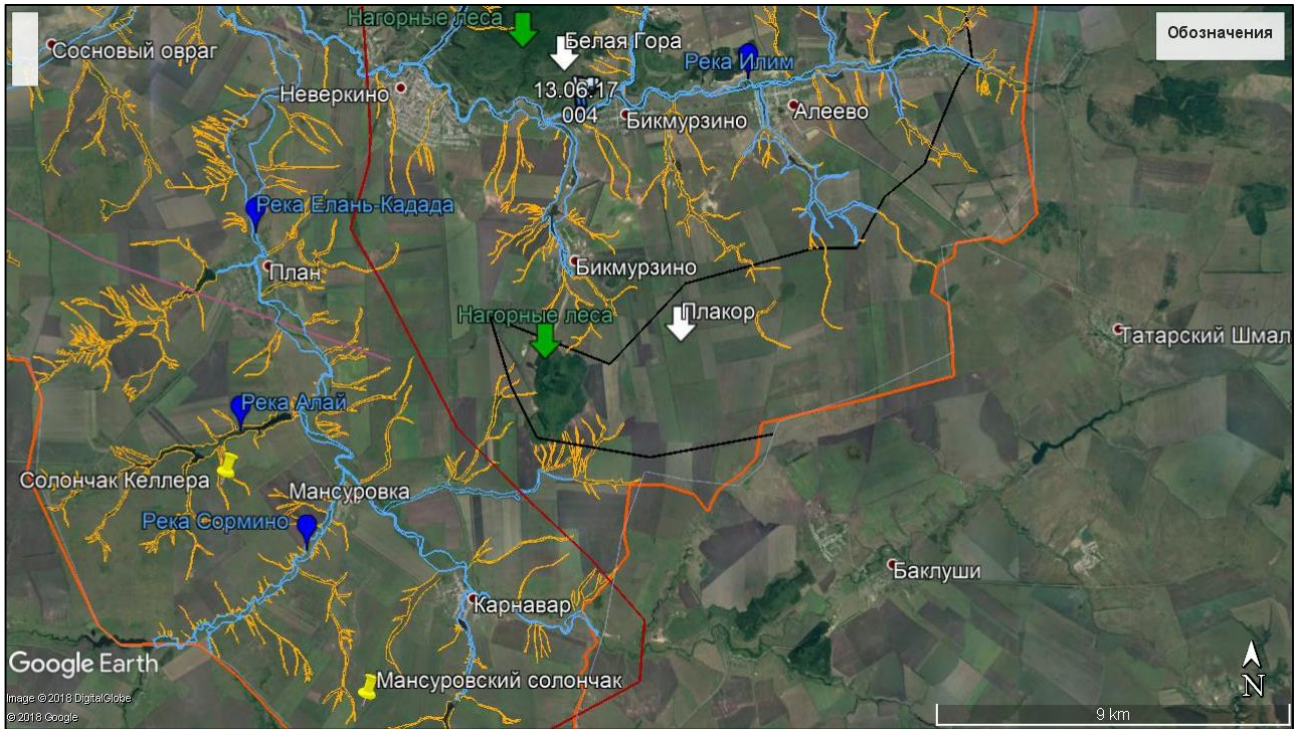 Нагорные леса
Обозначения
Сосновый овраг
Белая Гора
Река Илим
Неверкино
13.06.17
004
Бикмурзино
Алеево
Река Елань-Кадада
План
Бикмурзино
Нагорные леса
Плакор
Татарский Шмал
Река Алай
Солончак Келлера
Мансуровка
Река Сормино
Баклуши
Карнавар
Мансуровский солончак
Google Earth
Image © 2018 DigitalGlobe
© 2018 Google
N
9 km